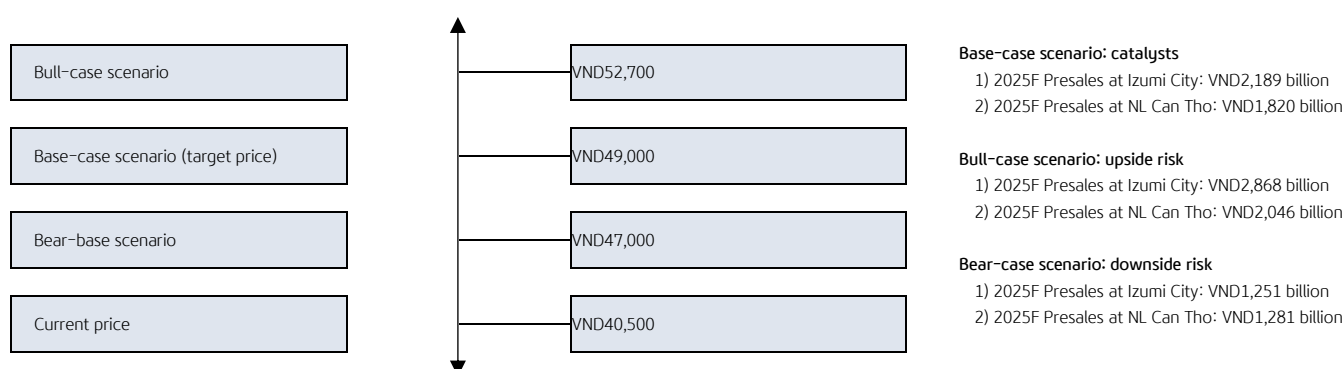 Bull-case scenario
VND52,700
Base-case scenario (target price)
VND49,000
Bear-base scenario
VND47,000
Current price
VND40,500
Base-case scenario: catalysts
1) 2025F Presales at Izumi City: VND2,189 billion
2) 2025F Presales at NL Can Tho: VND1,820 billion
Bull-case scenario: upside risk
1) 2025F Presales at Izumi City: VND2,868 billion
2) 2025F Presales at NL Can Tho: VND2,046 billion
Bear-case scenario: downside risk
1) 2025F Presales at Izumi City: VND1,251 billion
2) 2025F Presales at NL Can Tho: VND1,281 billion